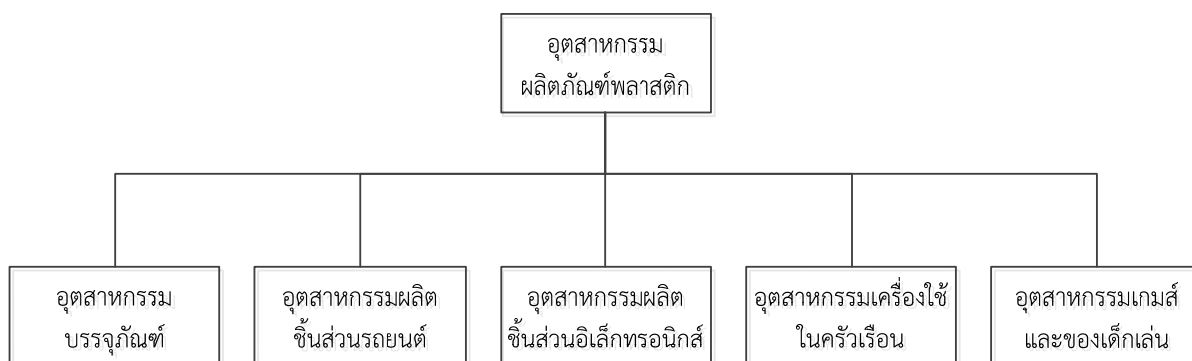 อุตสาหกรรม
ผลิตภัณฑ์พลาสติก
อุตสาหกรรม
บรรจุภัณฑ์
อุตสาหกรรมผลิต
ชิ้นส่วนรถยนต์
อุตสาหกรรมผลิต
ชิ้นส่วนอิเล็กทรอนิกส์
อุตสาหกรรมเครื่องใช้
ในครัวเรือน
อุตสาหกรรมเกมส์
และของเด็กเล่น